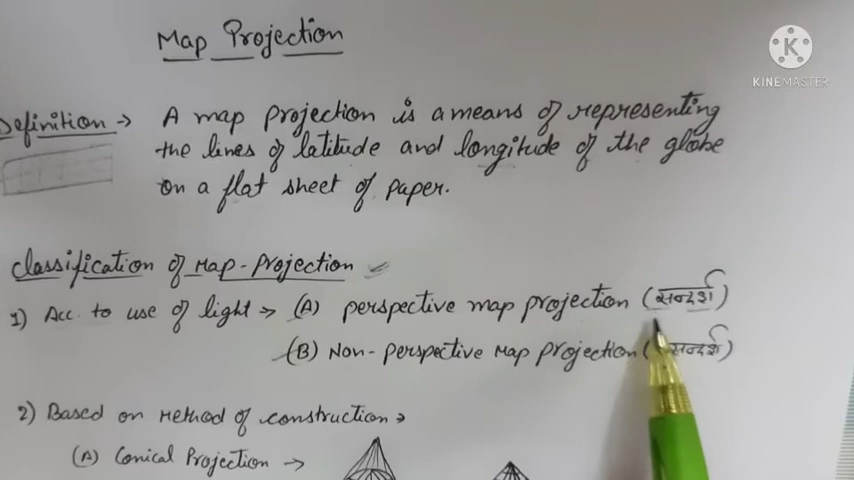 Map Projection
K
KINEMASTER
Definition → A map projection is a means of representing
the lines of latitude and longitude of the globe
on a flat sheet of paper.
Classification of Map-Projection
1) Acc. to use of light → (A) perspective map projection (सन्दर्श)
(B) Non-perspective Map projection ( सन्दर्श)
2) Based on method of construction →
(A) Conical Projection →